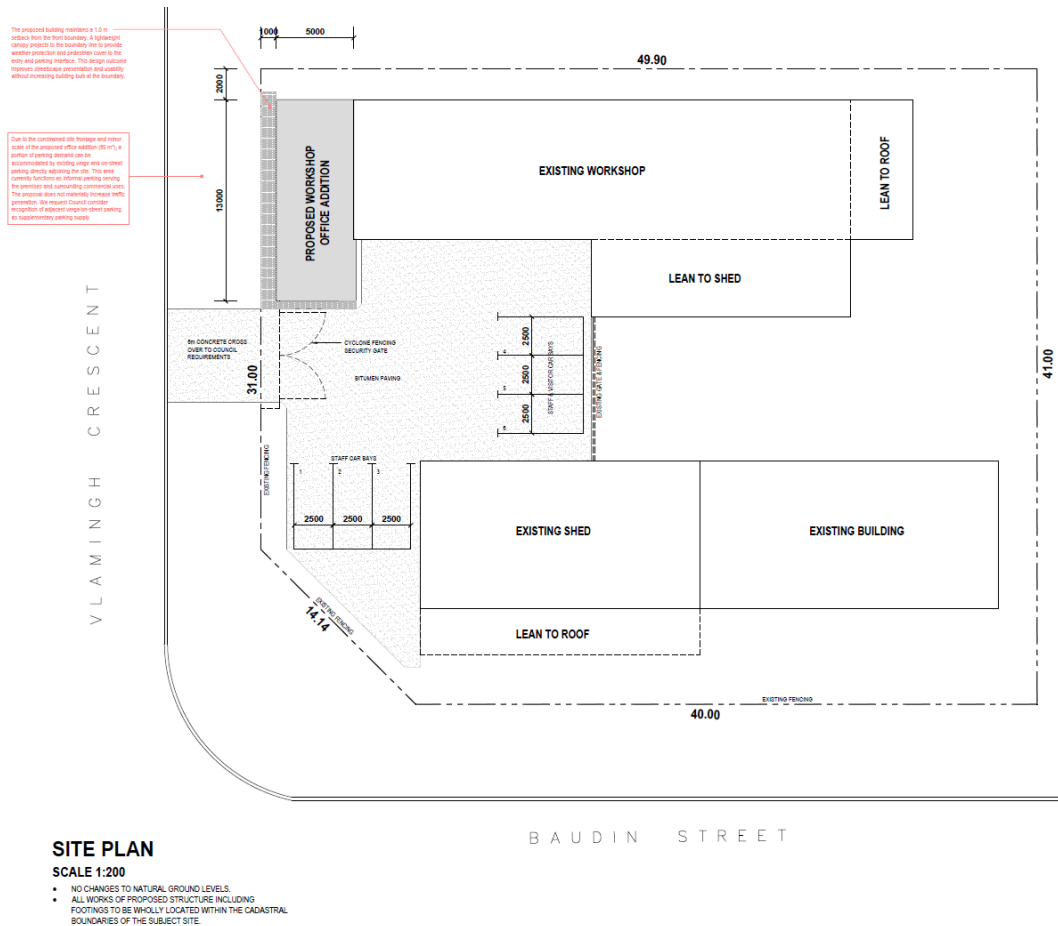 The proposed building maintains a 1.0 m
setback from the front boundary. A lightweight
canopy projects to the boundary line to provide
weather protection and pedestrian cover to the
entry and parking interface. This design outcome
improves streetscape presentation and usability
without increasing building bulk at the boundary.
Due to the constrained site frontage and minor
scale of the proposed office addition (65 m²), a
portion of parking demand can be
accommodated by existing verge and on-street
parking directly adjoining the site. This area
currently functions as informal parking serving
the premises and surrounding commercial uses.
The proposal does not materially increase traffic
generation. We request Council consider
recognition of adjacent verge/on-street parking
as supplementary parking supply.
1000
5000
49.90
2000
13000
PROPOSED WORKSHOP
OFFICE ADDITION
EXISTING WORKSHOP
LEAN TO ROOF
LEAN TO SHED
6m CONCRETE CROSS
OVER TO COUNCIL
REQUIREMENTS
31.00
CYCLONE FENCING
SECURITY GATE
BITUMEN PAVING
4
5
6
2500
2500
2500
STAFF & VISITOR CAR BAYS
EXISTING GATE & FENCING
41.00
VLAMINGH CRESCENT
EXISTING FENCING
STAFF CAR BAYS
1
2
3
2500
2500
2500
EXISTING SHED
EXISTING BUILDING
EXISTING FENCING
14.14
LEAN TO ROOF
EXISTING FENCING
40.00
BAUDIN STREET
SITE PLAN
SCALE 1:200
• NO CHANGES TO NATURAL GROUND LEVELS.
• ALL WORKS OF PROPOSED STRUCTURE INCLUDING
FOOTINGS TO BE WHOLLY LOCATED WITHIN THE CADASTRAL
BOUNDARIES OF THE SUBJECT SITE.